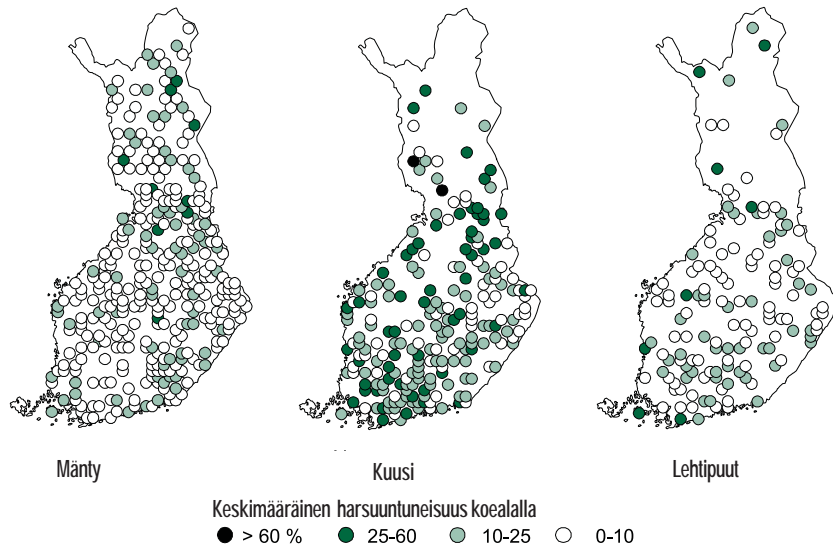 Mänty Kuusi Lehtipuut
Keskimääräinen harsuuntuneisuus koealalla
> 60 % 25-60 10-25 0-10